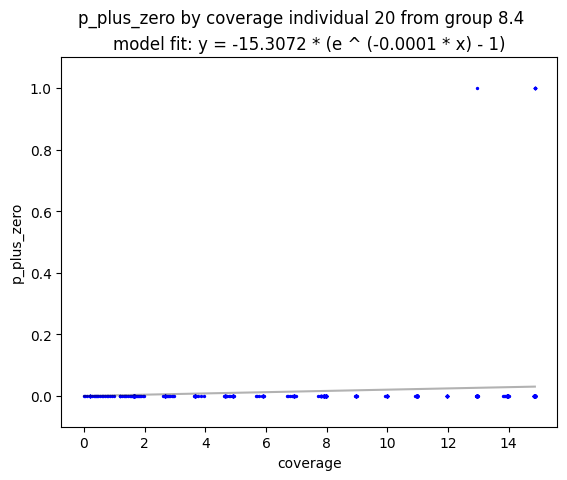 p_plus_zero by coverage individual 20 from group 8.4
model fit: y = -15.3072 * (e ^ (-0.0001 * x) - 1)
1.0
0.8
0.6
0.4
0.2
0.0
p_plus_zero
0 2 4 6 8 10 12 14
coverage